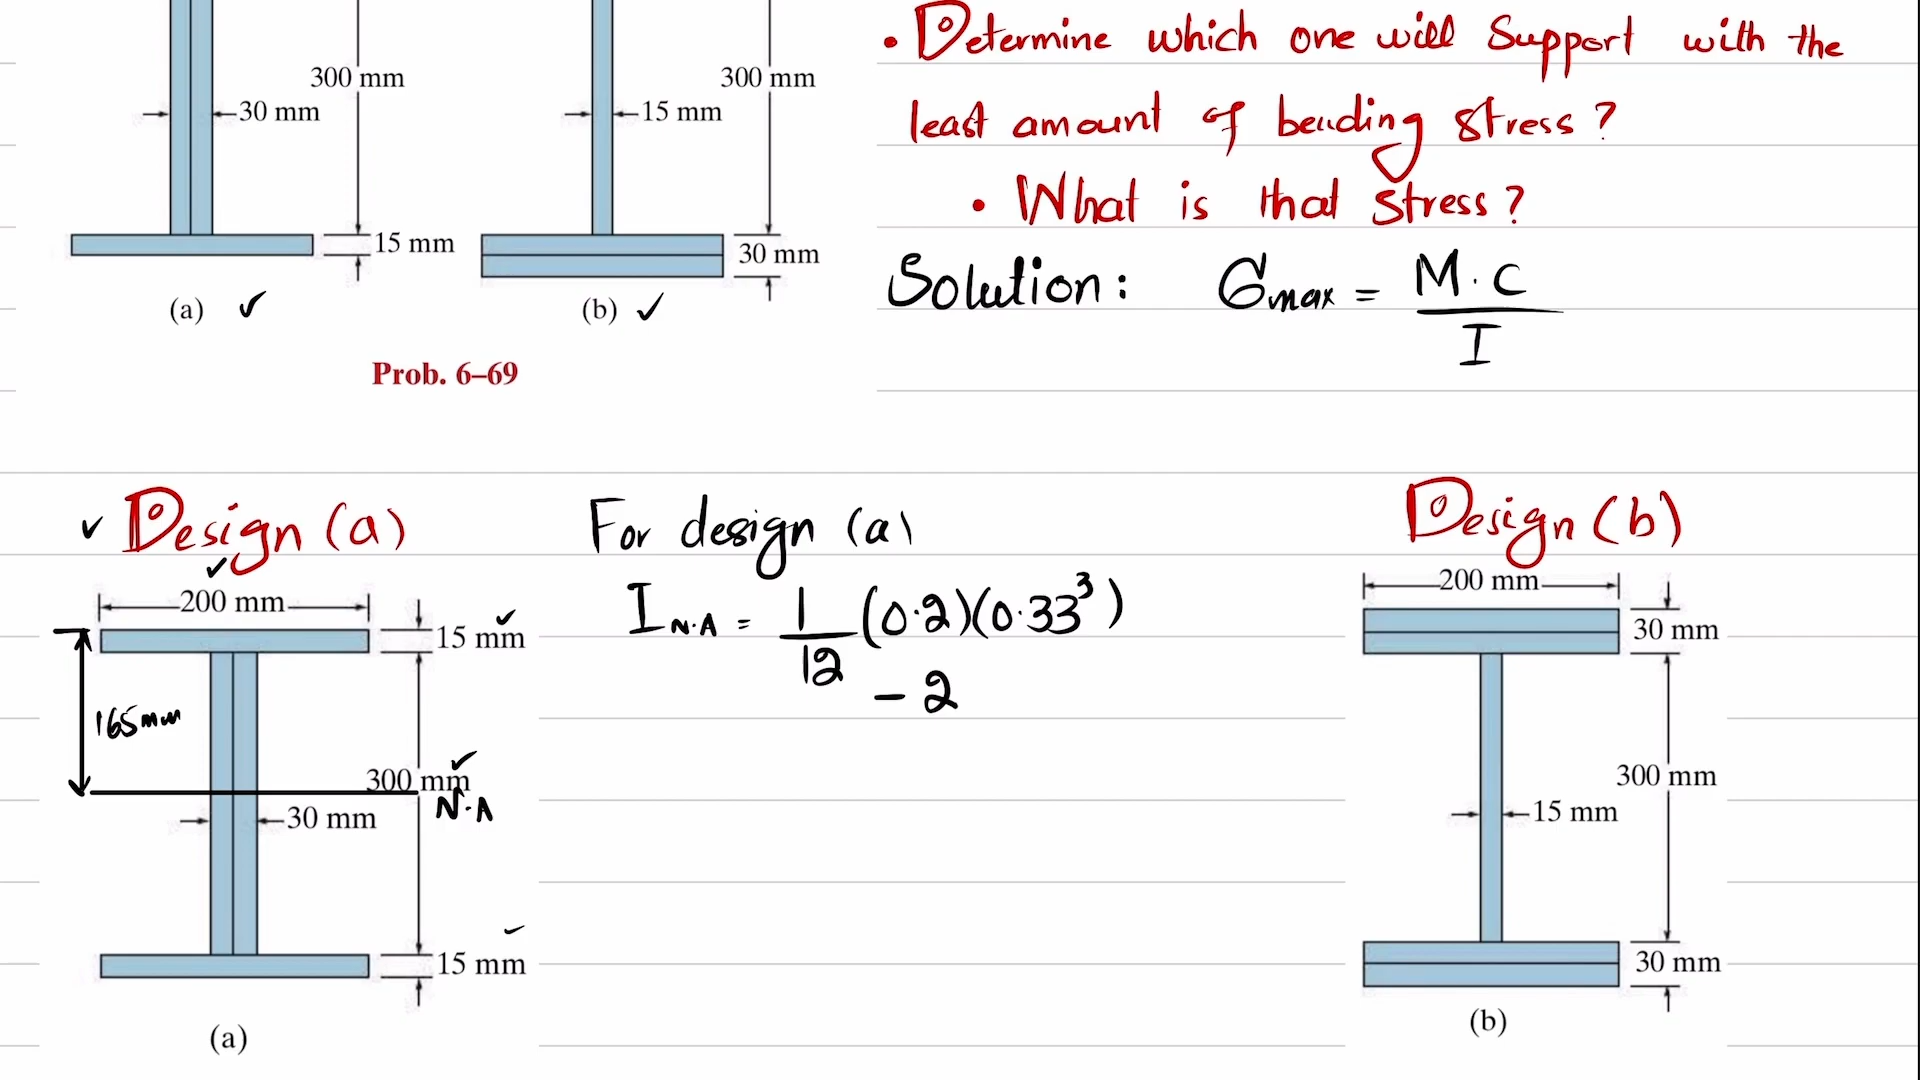 • Determine which one will support with the
least amount of bending stress?
• What is that stress?
300 mm
30 mm
15 mm
(a) ✓
300 mm
15 mm
30 mm
(b) ✓
Prob. 6–69
Solution: σmax = M.C
I
✓ Design (a)
✓
200 mm
15 mm ✓
165mm
300 mm ✓
N.A
30 mm
15 mm
(a)
For design (a)
I N.A = 1/12 (0.2)(0.33³)
- 2
Design (b)
200 mm
30 mm
300 mm
15 mm
30 mm
(b)